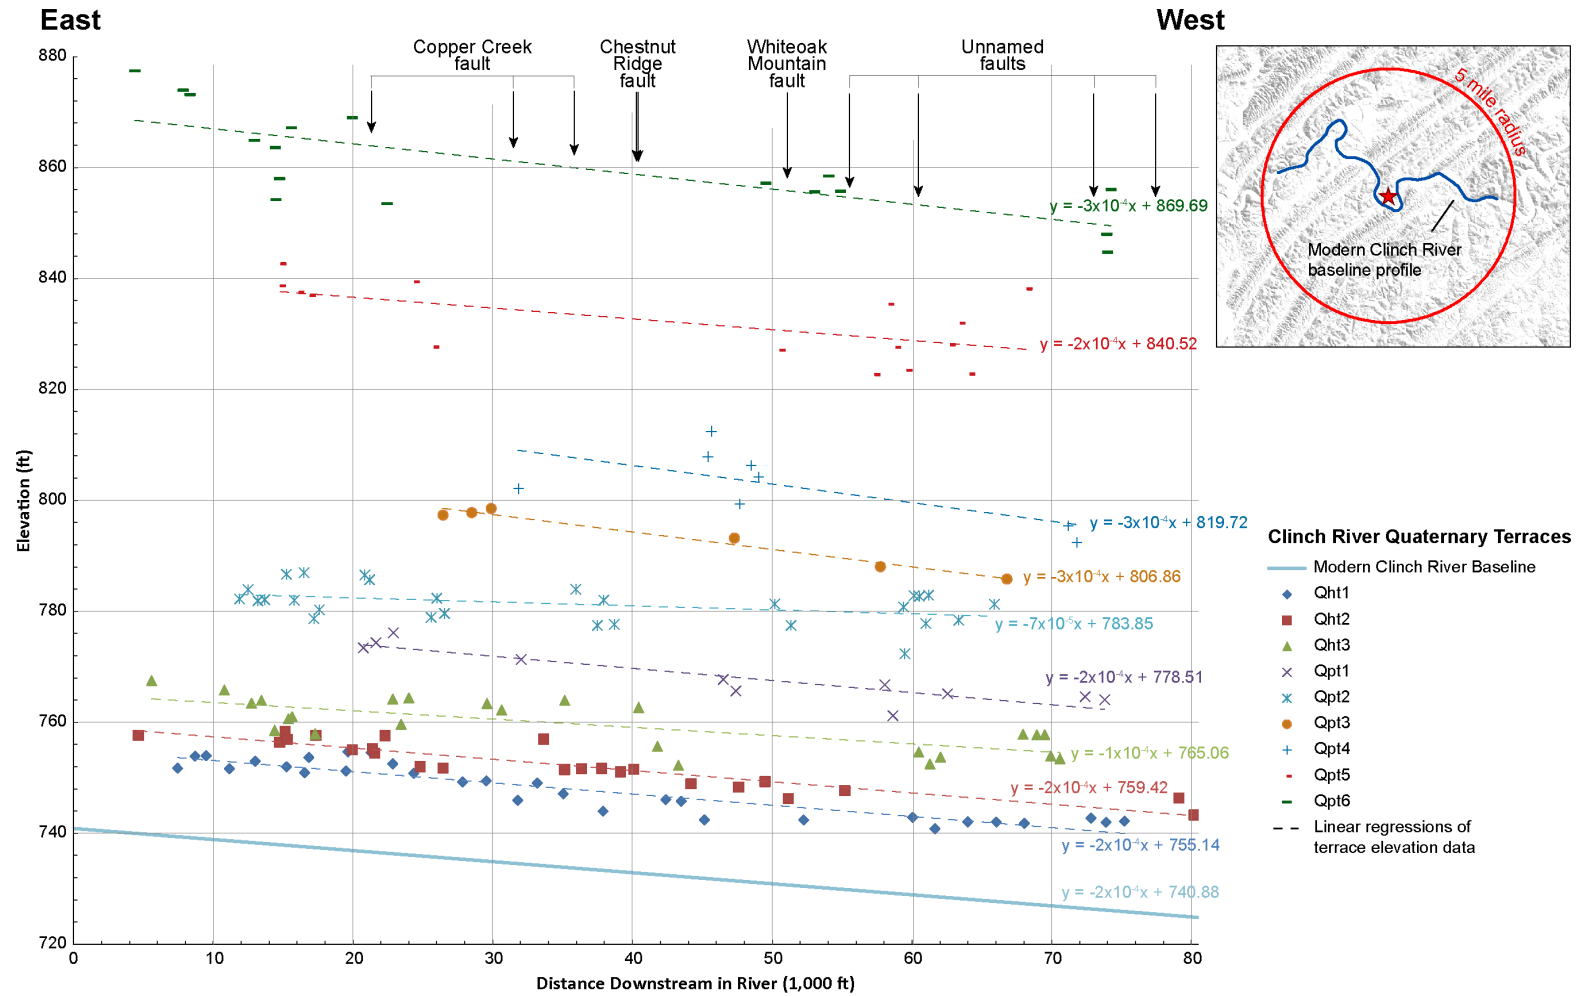 East
West
Copper Creek
fault
Chestnut
Ridge
fault
Whiteoak
Mountain
fault
Unnamed
faults
5 mile radius
Modern Clinch River
baseline profile
880
860
840
820
800
780
760
740
720
Elevation (ft)
y = -3x10⁻⁴x + 869.69
y = -2x10⁻⁴x + 840.52
y = -3x10⁻⁴x + 819.72
y = -3x10⁻⁴x + 806.86
y = -7x10⁻⁵x + 783.85
y = -2x10⁻⁴x + 778.51
y = -1x10⁻⁴x + 765.06
y = -2x10⁻⁴x + 759.42
y = -2x10⁻⁴x + 755.14
y = -2x10⁻⁴x + 740.88
0 10 20 30 40 50 60 70 80
Distance Downstream in River (1,000 ft)
Clinch River Quaternary Terraces
Modern Clinch River Baseline
Qht1
Qht2
Qht3
Qpt1
Qpt2
Qpt3
Qpt4
Qpt5
Qpt6
Linear regressions of
terrace elevation data